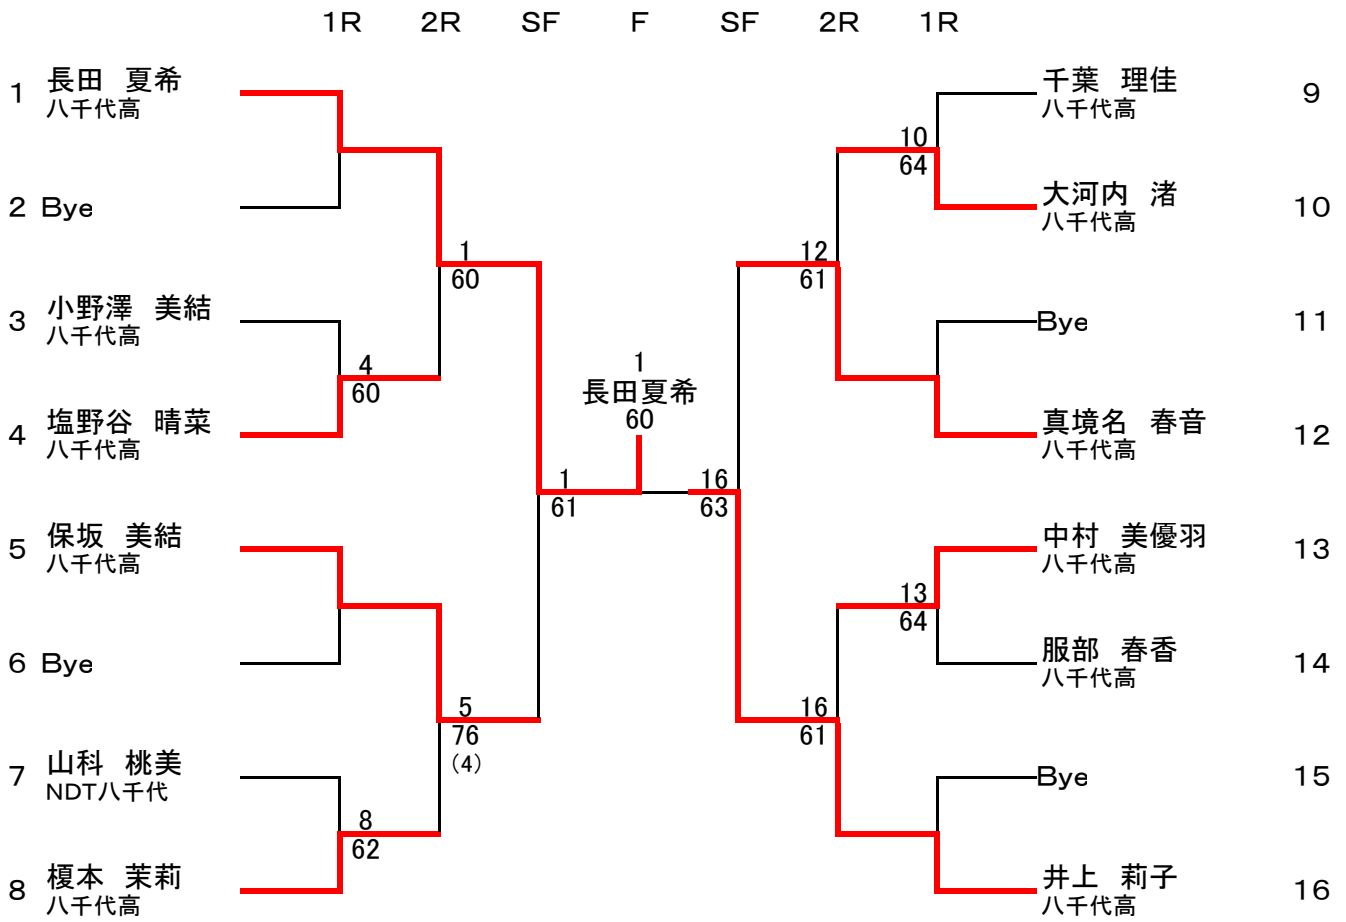 1R 2R SF F SF 2R 1R
1 長田 夏希
八千代高
2 Bye
3 小野澤 美結
八千代高
4 塩野谷 晴菜
八千代高
5 保坂 美結
八千代高
6 Bye
7 山科 桃美
NDT八千代
8 榎本 茉莉
八千代高
4
60
8
62
1
60
5
76
(4)
1
61
1
長田夏希
60
16
63
12
61
16
61
10
64
13
64
千葉 理佳 9
八千代高
大河内 渚 10
八千代高
Bye 11
真境名 春音 12
八千代高
中村 美優羽 13
八千代高
服部 春香 14
八千代高
Bye 15
井上 莉子 16
八千代高